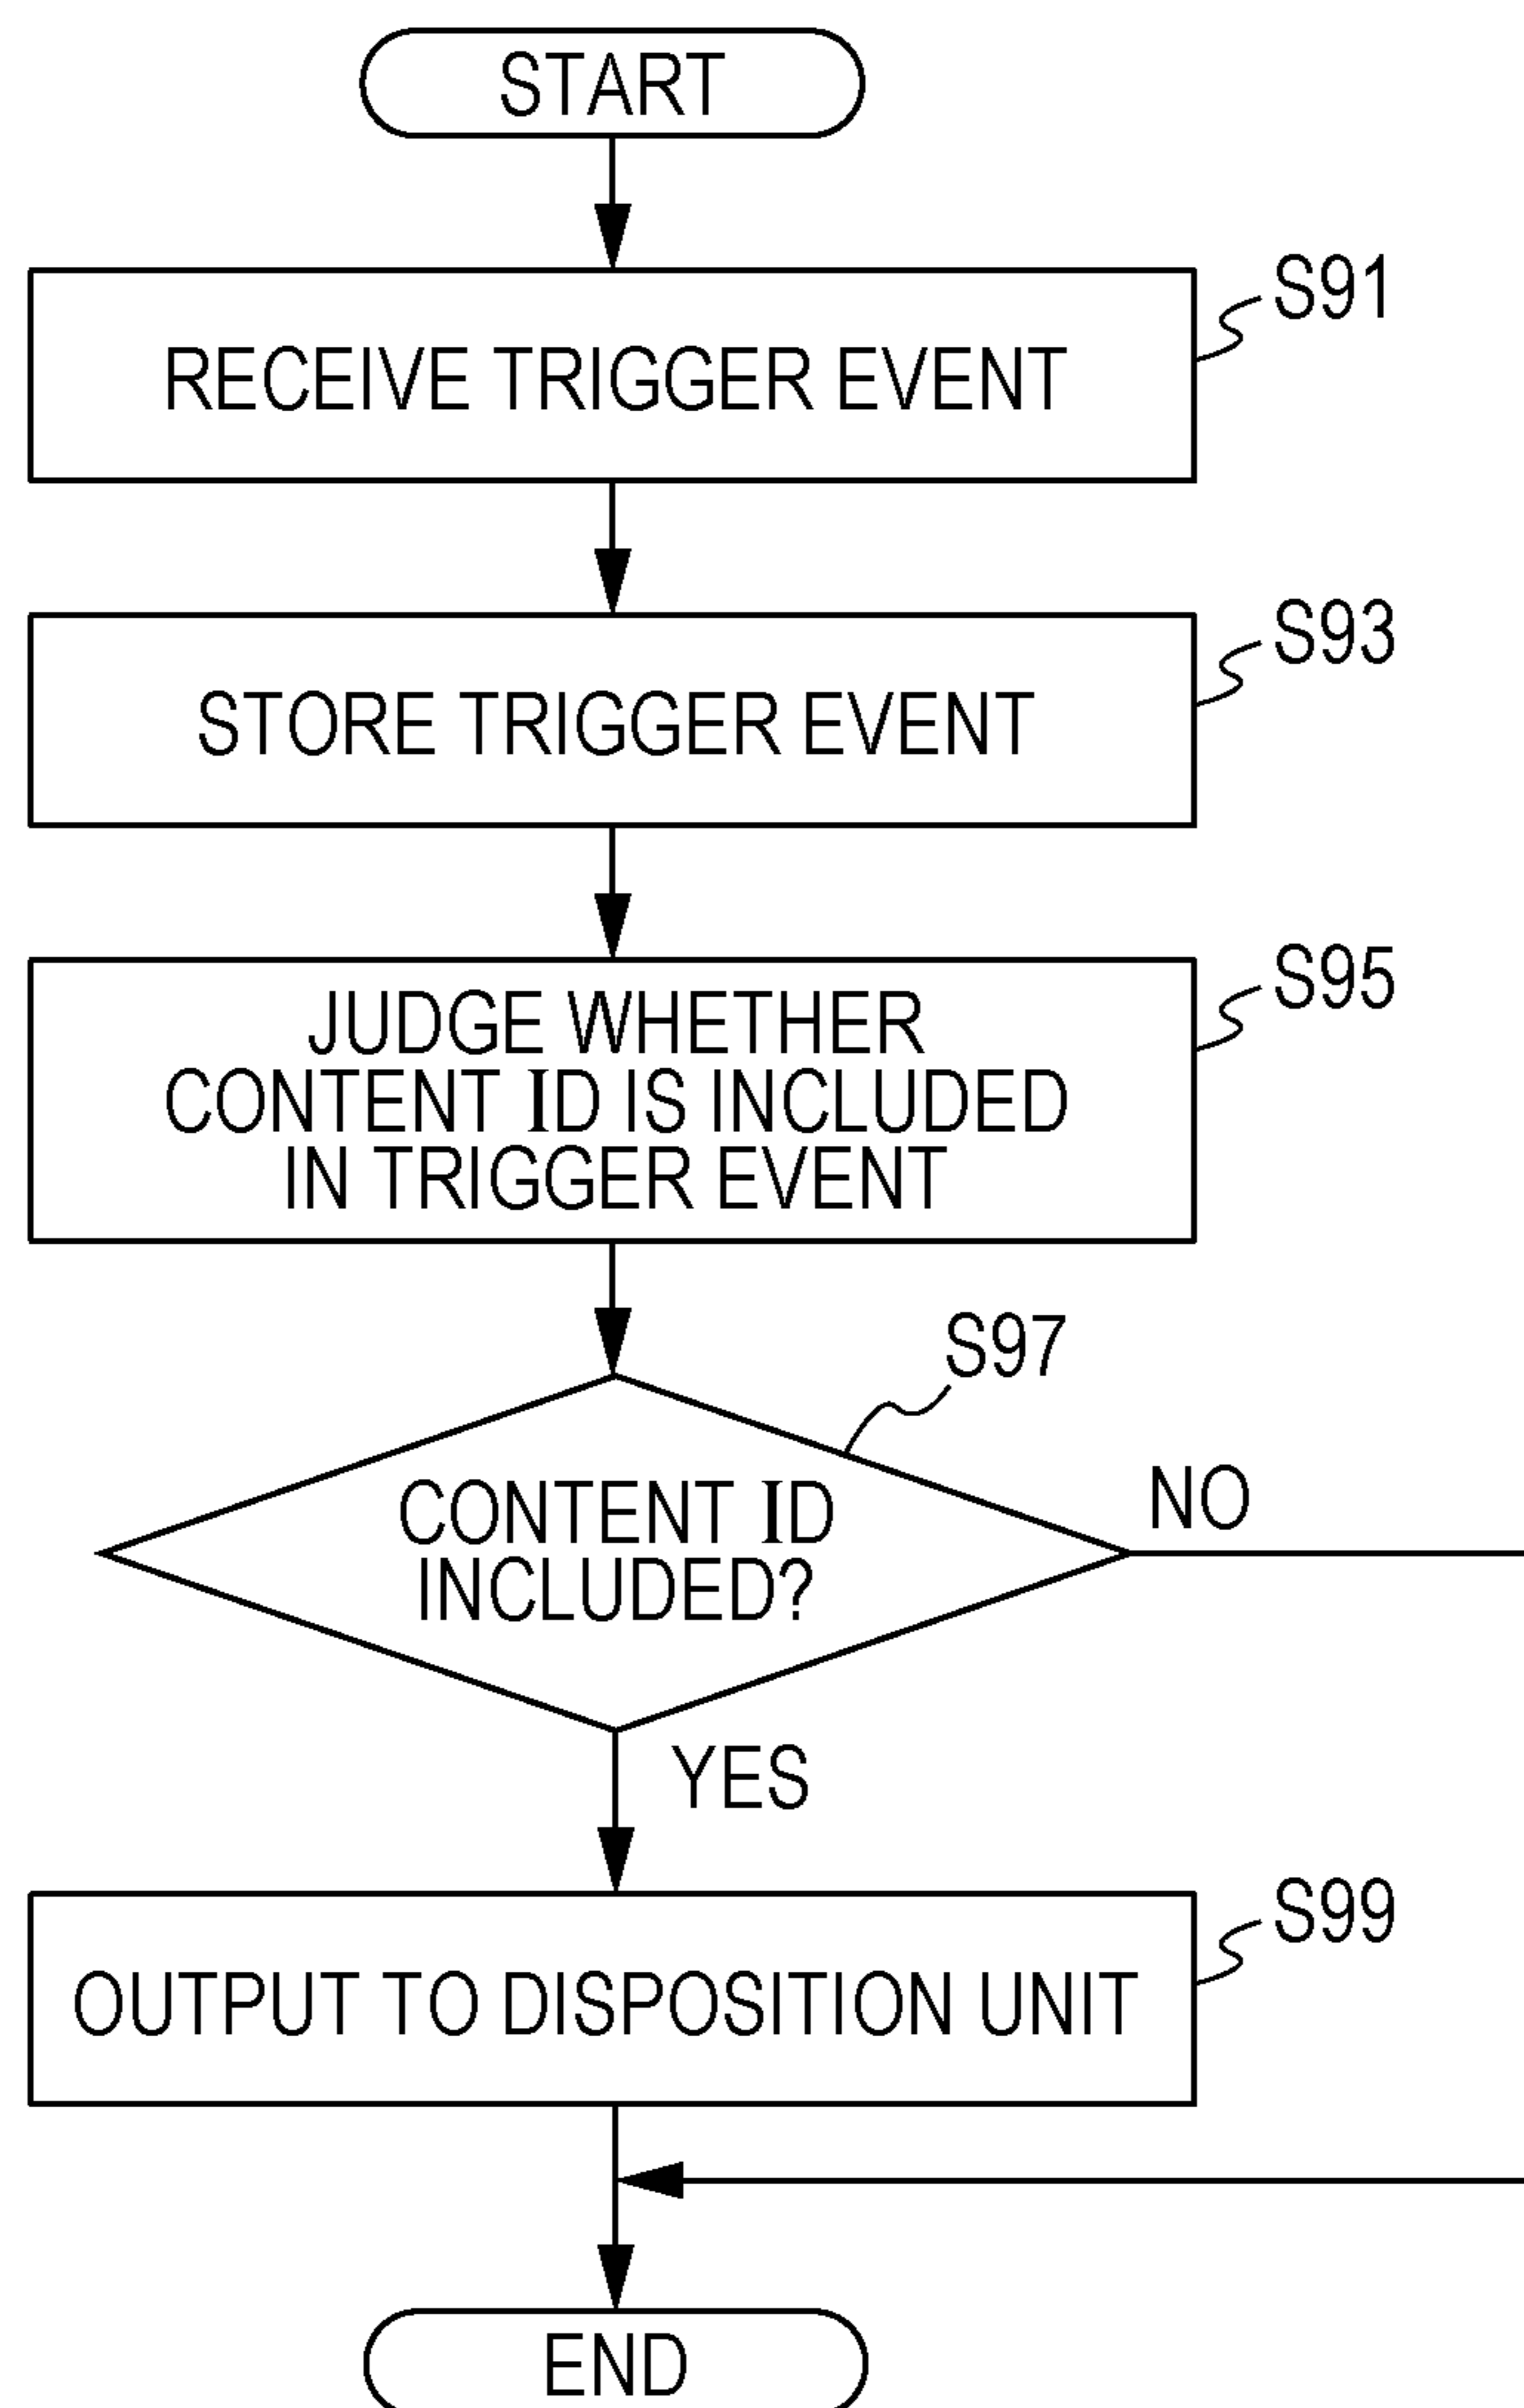 START
S91
RECEIVE TRIGGER EVENT
S93
STORE TRIGGER EVENT
S95
JUDGE WHETHER
CONTENT ID IS INCLUDED
IN TRIGGER EVENT
S97
CONTENT ID
INCLUDED?
NO
YES
S99
OUTPUT TO DISPOSITION UNIT
END